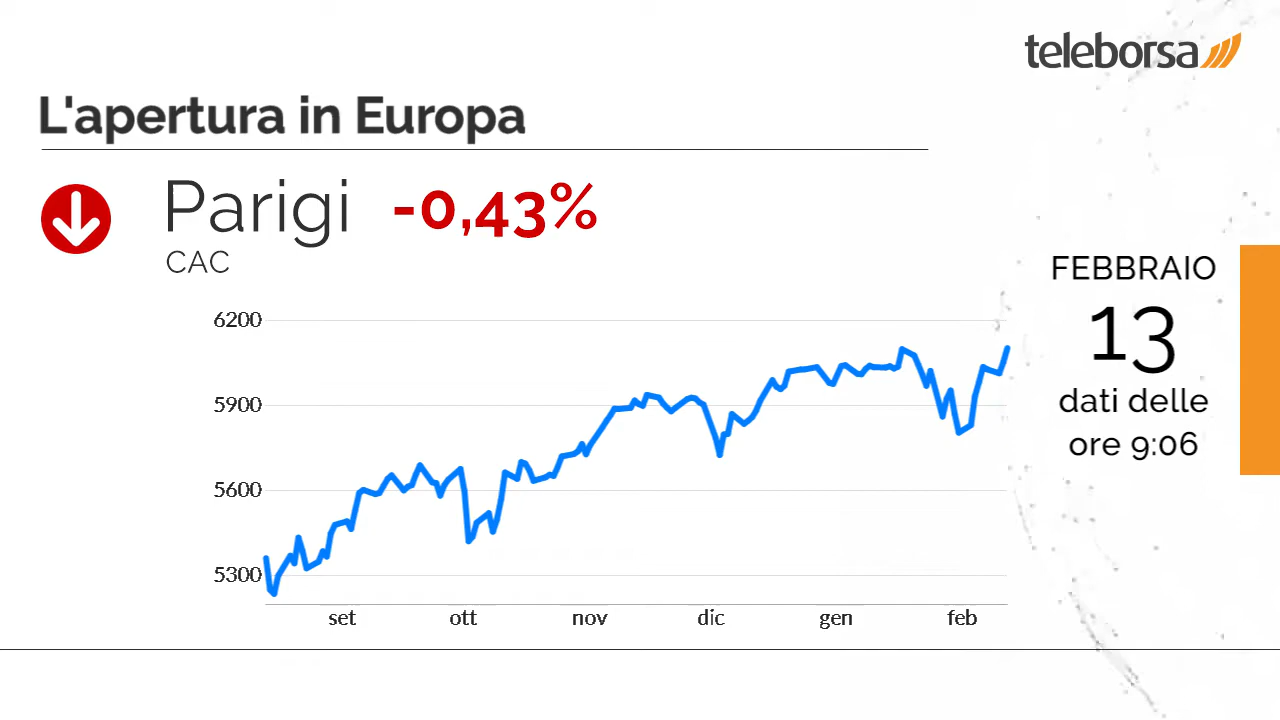 teleborsa
L'apertura in Europa
Parigi -0,43%
CAC
FEBBRAIO
13
dati delle
ore 9:06
6200
5900
5600
5300
set ott nov dic gen feb